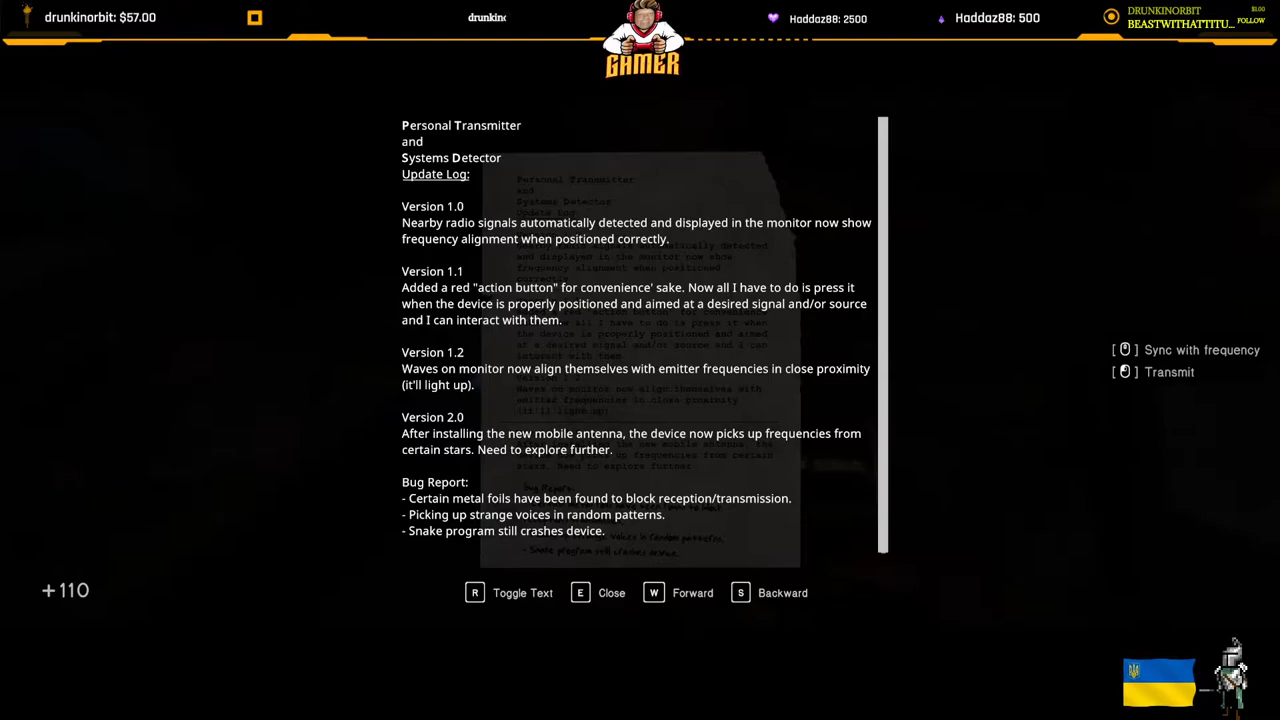 drunkinorbit: $57.00
drunkinc
Haddaz88: 2500
Haddaz88: 500
DRUNKINORBIT
$1.00
BEASTWITHATTITU...
FOLLOW
GAMER
Personal Transmitter
and
Systems Detector
Update Log:
Version 1.0
Nearby radio signals automatically detected and displayed in the monitor now show
frequency alignment when positioned correctly.
Version 1.1
Added a red "action button" for convenience' sake. Now all I have to do is press it
when the device is properly positioned and aimed at a desired signal and/or source
and I can interact with them.
Version 1.2
Waves on monitor now align themselves with emitter frequencies in close proximity
(it'll light up).
Version 2.0
After installing the new mobile antenna, the device now picks up frequencies from
certain stars. Need to explore further.
Bug Report:
- Certain metal foils have been found to block reception/transmission.
- Picking up strange voices in random patterns.
- Snake program still crashes device.
[ ] Sync with frequency
[ ] Transmit
+110
R Toggle Text E Close W Forward S Backward